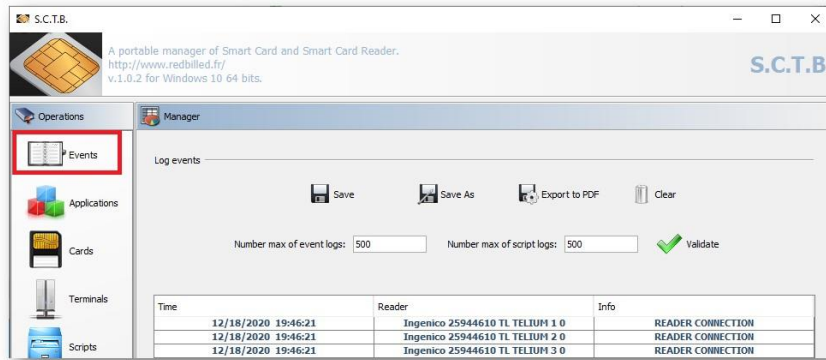 S.C.T.B.
A portable manager of Smart Card and Smart Card Reader.
http://www.redbilled.fr/
v.1.0.2 for Windows 10 64 bits.
S.C.T.B
Operations
Manager
Events
Log events
Save Save As Export to PDF Clear
Applications
Number max of event logs: 500 Number max of script logs: 500 Validate
Cards
Terminals
Time Reader Info
12/18/2020 19:46:21 Ingenico 25944610 TL TELIUM 1 0 READER CONNECTION
12/18/2020 19:46:21 Ingenico 25944610 TL TELIUM 2 0 READER CONNECTION
12/18/2020 19:46:21 Ingenico 25944610 TL TELIUM 3 0 READER CONNECTION
Scripts